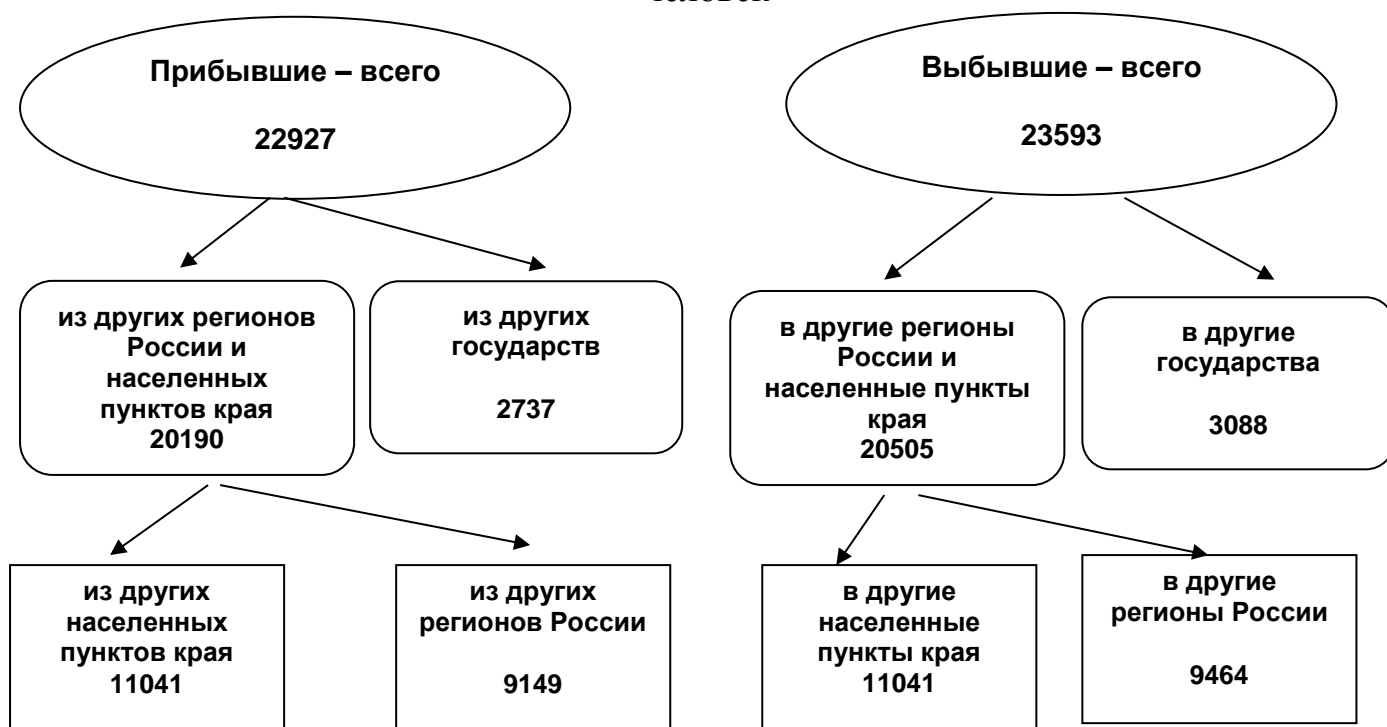 Прибывшие – всего
22927
Выбывшие – всего
23593
из других регионов
России и
населенных
пунктов края
20190
из других
государств
2737
в другие регионы
России и
населенные пункты
края
20505
в другие
государства
3088
из других
населенных
пунктов края
11041
из других
регионов России
9149
в другие
населенные
пункты края
11041
в другие
регионы России
9464